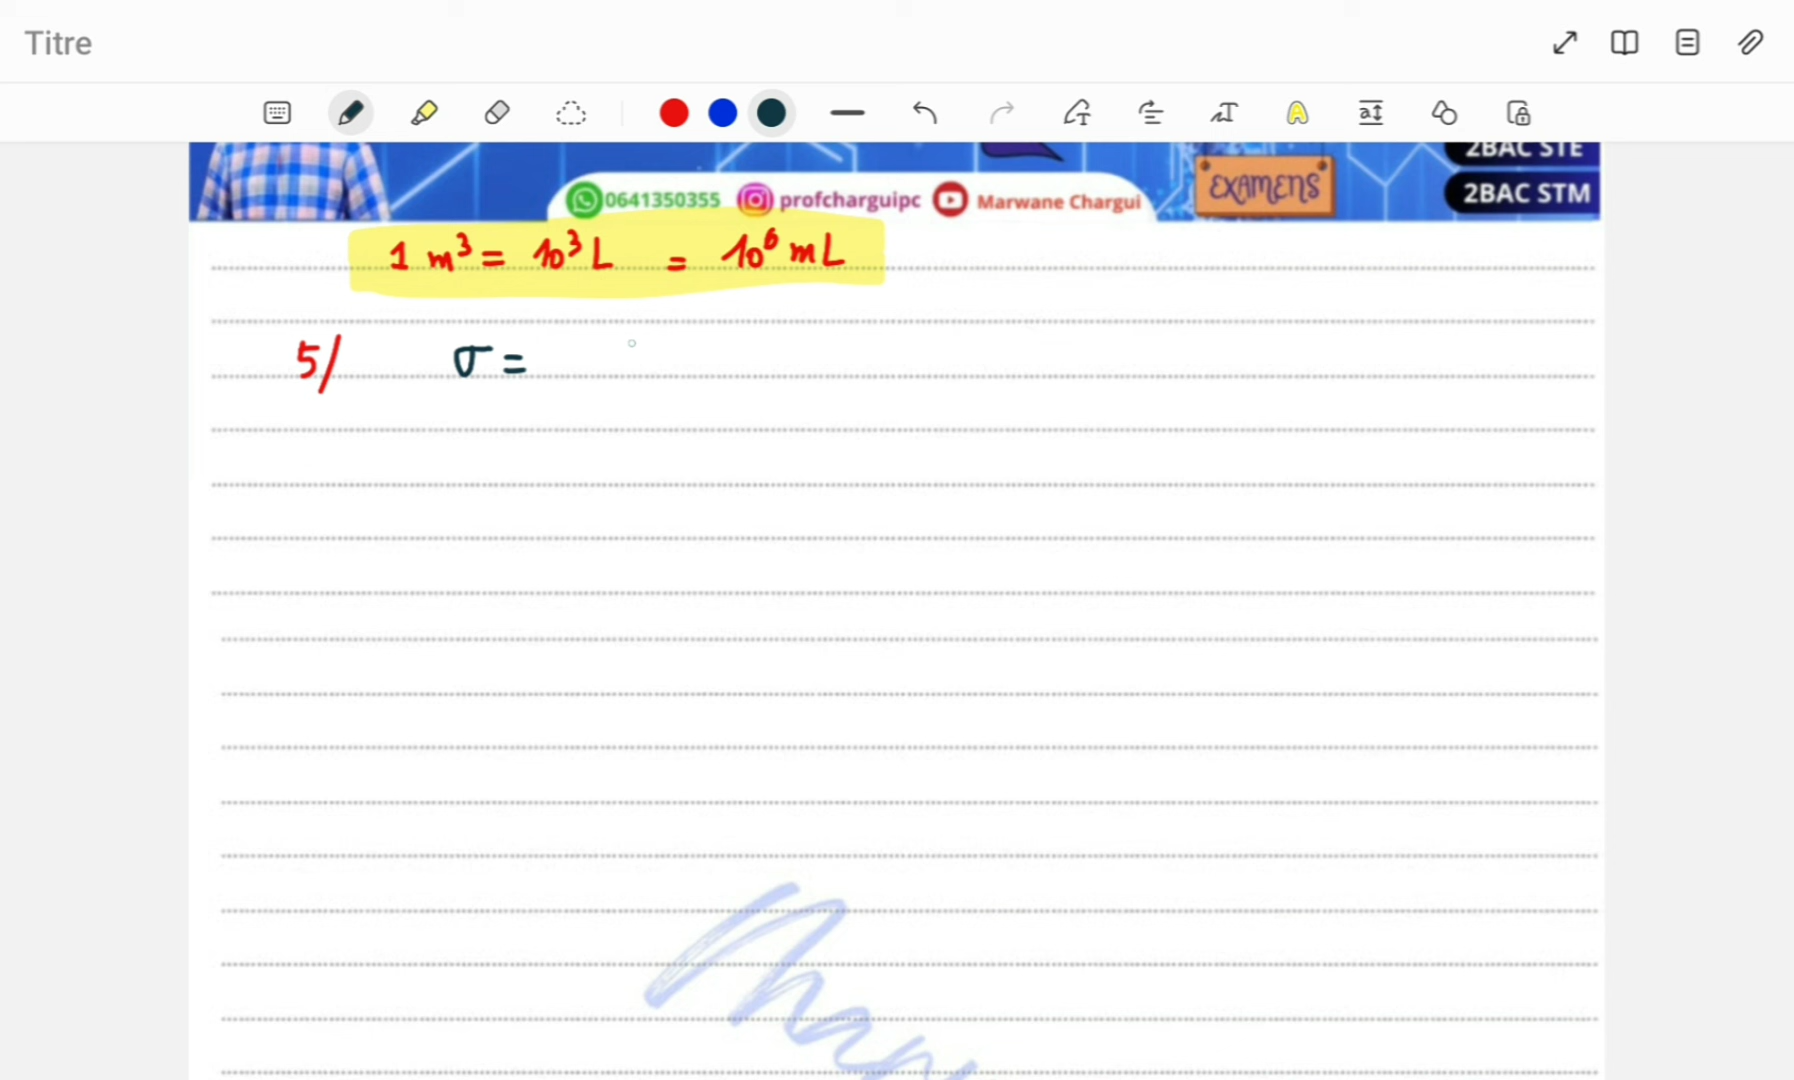 Titre
2BAC STE
0641350355 profcharguipc Marwane Chargui EXAMENS 2BAC STM
1 m³ = 10³ L = 10⁶ mL
5/ σ =